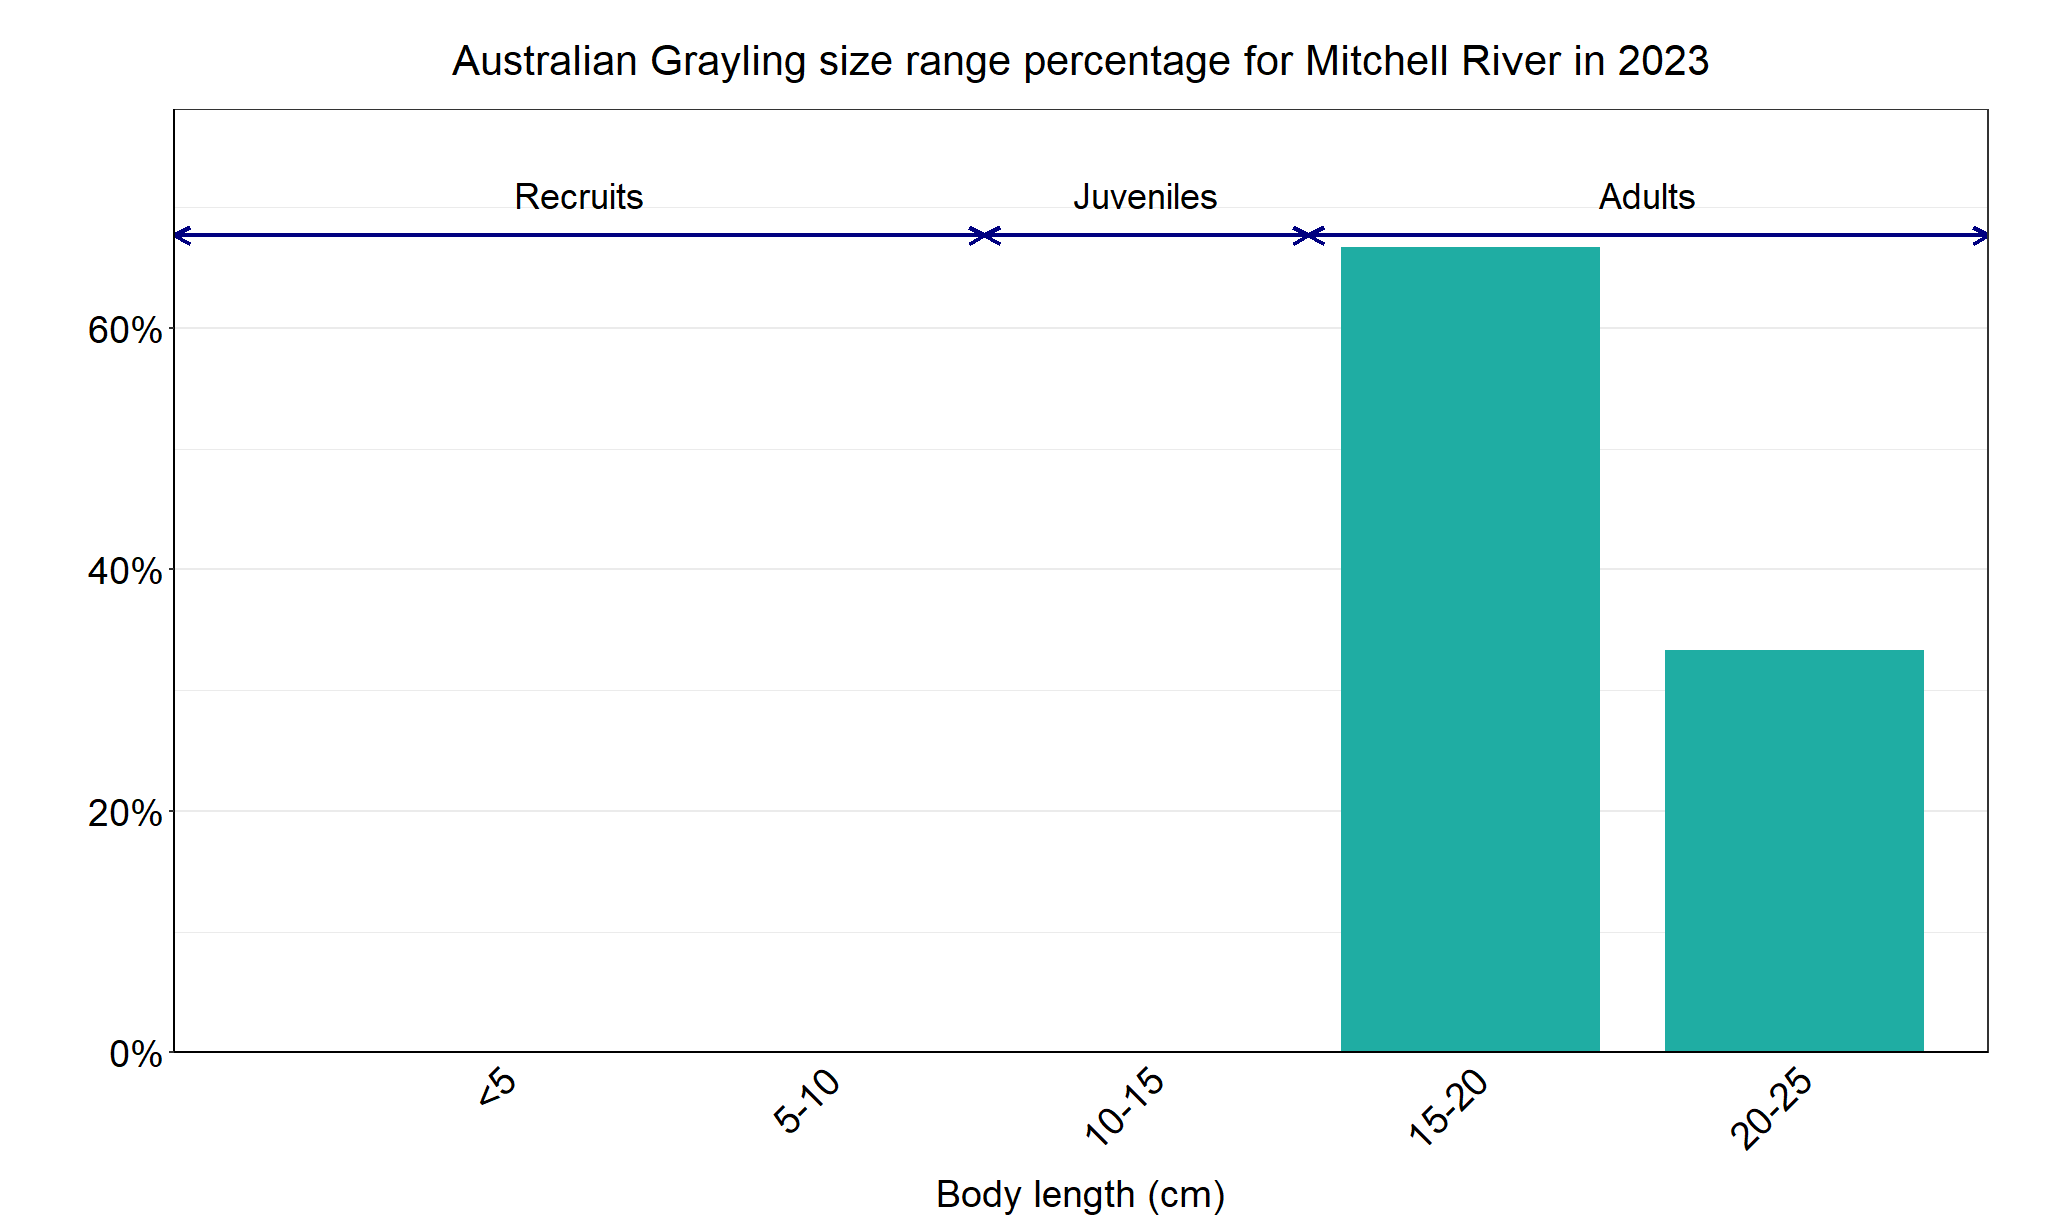 Australian Grayling size range percentage for Mitchell River in 2023
Recruits
Juveniles
Adults
60%
40%
20%
0%
<5
5-10
10-15
15-20
20-25
Body length (cm)